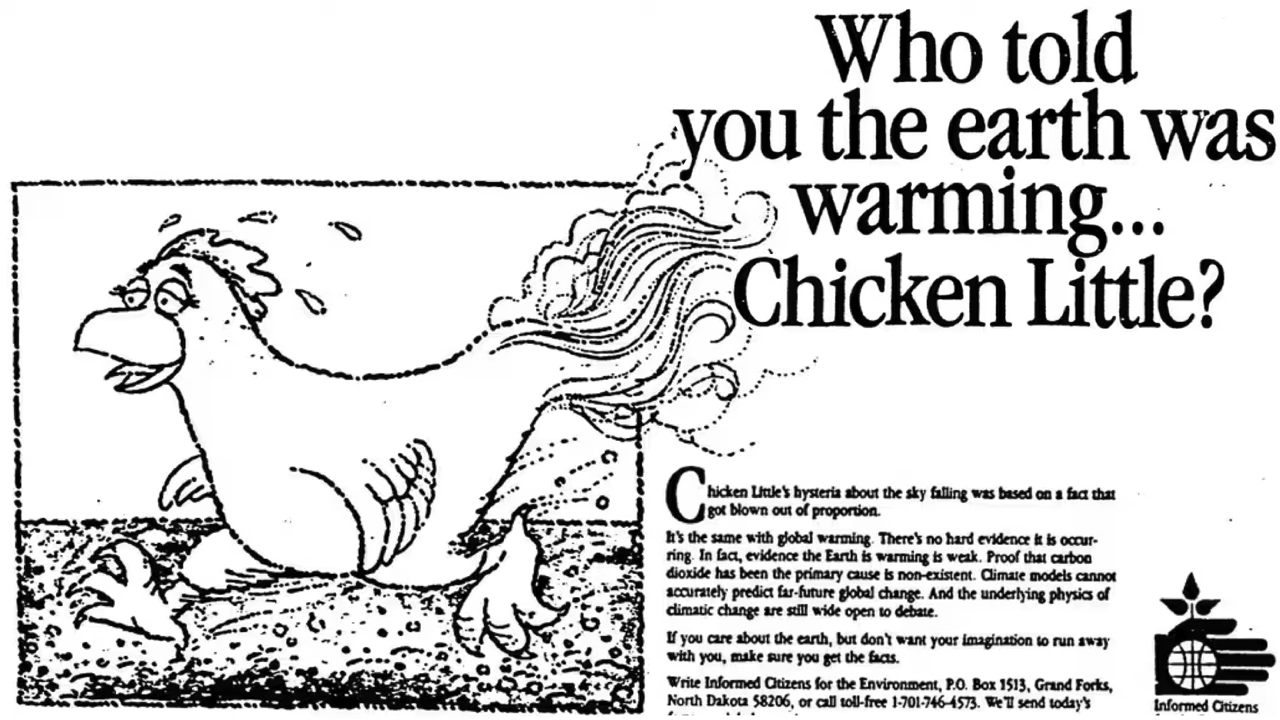 Who told
you the earth was
warming...
Chicken Little?
Chicken Little's hysteria about the sky falling was based on a fact that
got blown out of proportion.
It's the same with global warming. There's no hard evidence it is occur-
ring. In fact, evidence the Earth is warming is weak. Proof that carbon
dioxide has been the primary cause is non-existent. Climate models cannot
accurately predict far-future global change. And the underlying physics of
climatic change are still wide open to debate.
If you care about the earth, but don't want your imagination to run away
with you, make sure you get the facts.
Write Informed Citizens for the Environment, P.O. Box 1513, Grand Forks,
North Dakota 58206, or call toll-free 1-701-746-4573. We'll send today's
Informed Citizens